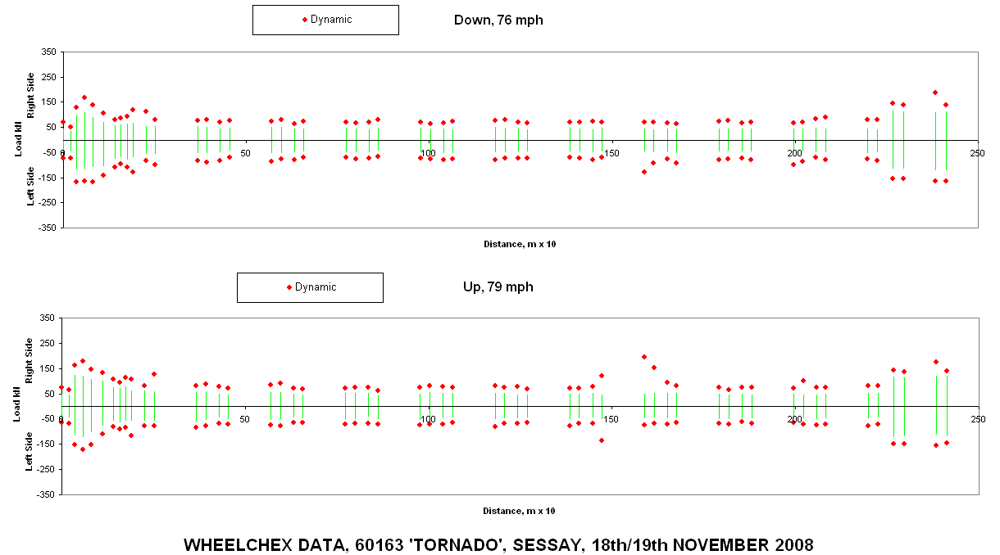 Dynamic
Down, 76 mph
350
250
150
50
-50
-150
-250
-350
Load kN
Left Side
Right Side
0
50
100
150
200
250
Distance, m x 10
Dynamic
Up, 79 mph
350
250
150
50
-50
-150
-250
-350
Load kN
Left Side
Right Side
0
50
100
150
200
250
Distance, m x 10
WHEELCHEX DATA, 60163 'TORNADO', SESSAY, 18th/19th NOVEMBER 2008